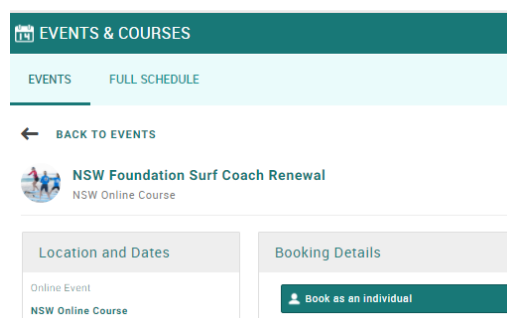 EVENTS & COURSES
EVENTS FULL SCHEDULE
BACK TO EVENTS
NSW Foundation Surf Coach Renewal
NSW Online Course
Location and Dates
Online Event
NSW Online Course
Booking Details
Book as an individual